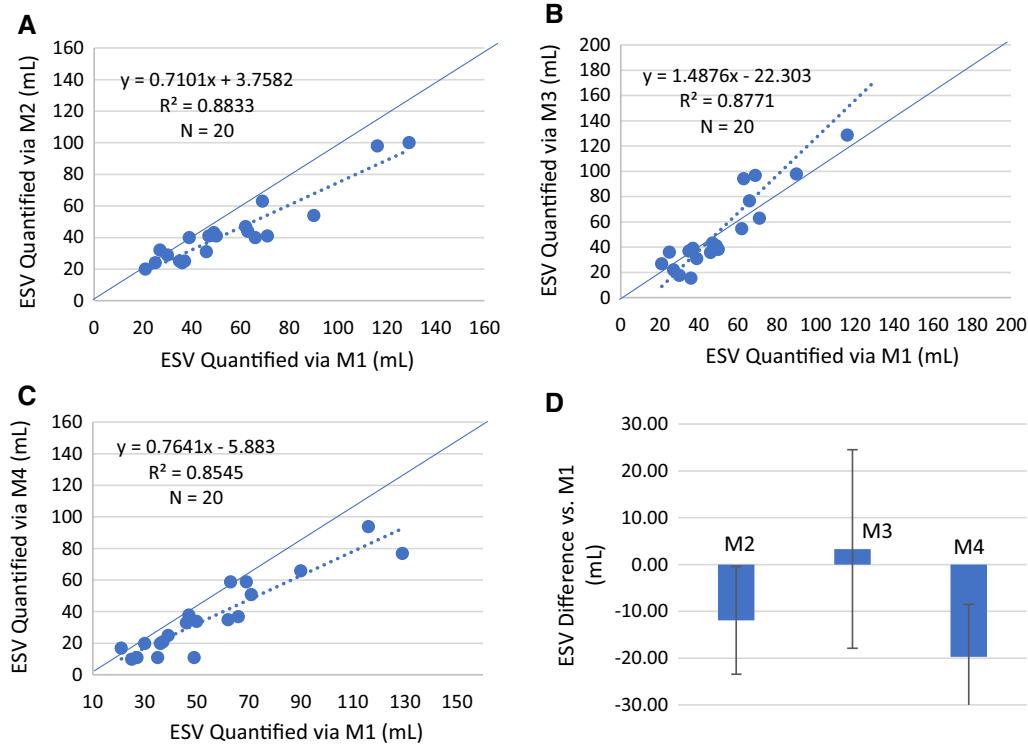 A
ESV Quantified via M2 (mL)
160
140
120
100
80
60
40
20
0
y = 0.7101x + 3.7582
R² = 0.8833
N = 20
0 20 40 60 80 100 120 140 160
ESV Quantified via M1 (mL)
B
ESV Quantified via M3 (mL)
200
180
160
140
120
100
80
60
40
20
0
y = 1.4876x - 22.303
R² = 0.8771
N = 20
0 20 40 60 80 100 120 140 160 180 200
ESV Quantified via M1 (mL)
C
ESV Quantified via M4 (mL)
160
140
120
100
80
60
40
20
0
y = 0.7641x - 5.883
R² = 0.8545
N = 20
10 30 50 70 90 110 130 150
ESV Quantified via M1 (mL)
D
ESV Difference vs. M1
(mL)
30.00
20.00
10.00
0.00
-10.00
-20.00
-30.00
M2
M3
M4